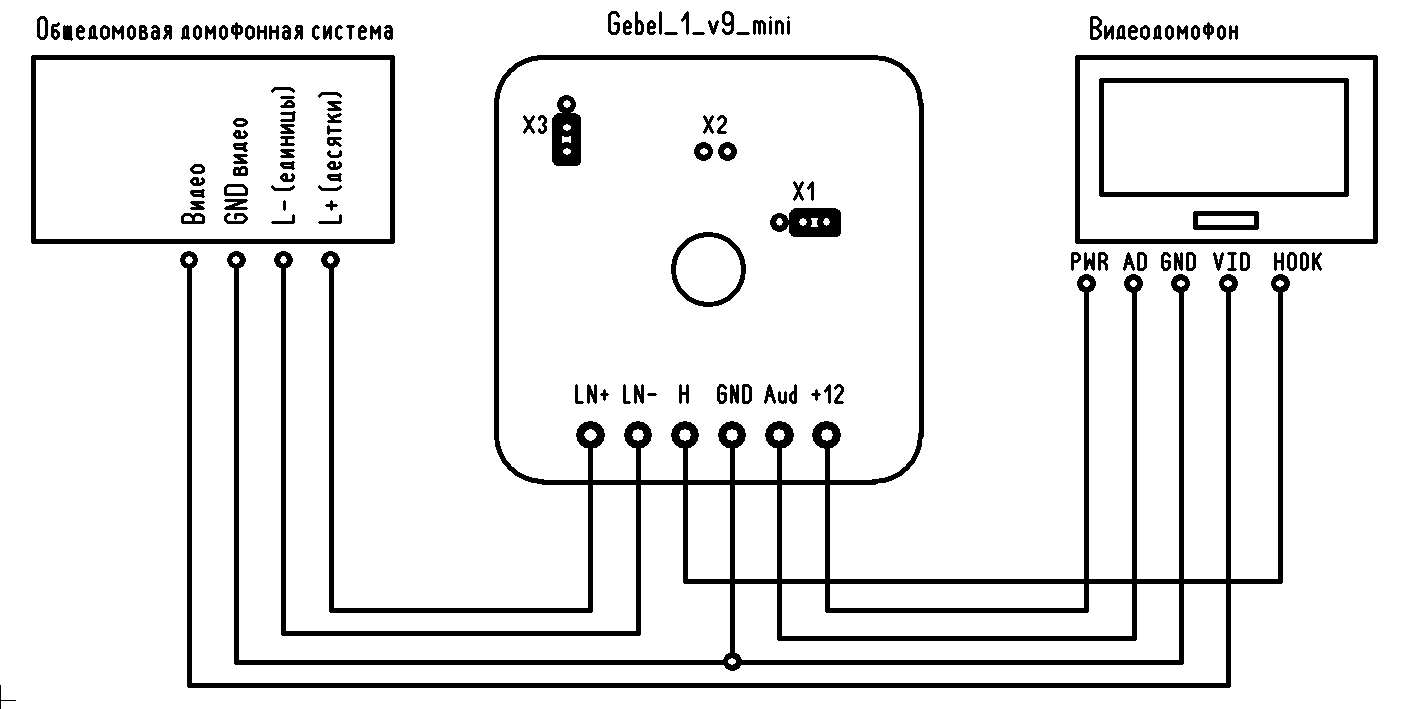 Общедомовая домофонная система
Gebel_1_v9_mini
Видеодомофон
Видео
GND видео
L- (единицы)
L+ (десятки)
X3
X2
X1
PWR AD GND VID HOOK
LN+ LN- H GND Aud +12